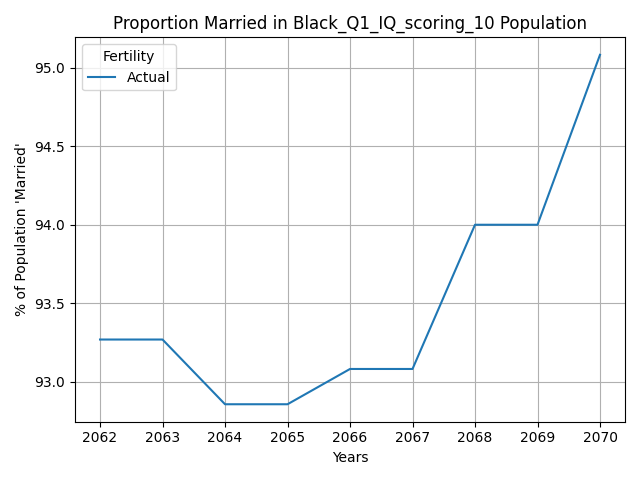 Proportion Married in Black_Q1_IQ_scoring_10 Population
Fertility
Actual
% of Population 'Married'
95.0
94.5
94.0
93.5
93.0
2062 2063 2064 2065 2066 2067 2068 2069 2070
Years